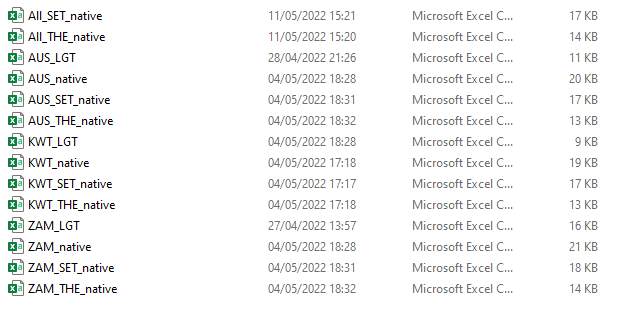 All_SET_native 11/05/2022 15:21 Microsoft Excel C... 17 KB
All_THE_native 11/05/2022 15:20 Microsoft Excel C... 14 KB
AUS_LGT 28/04/2022 21:26 Microsoft Excel C... 11 KB
AUS_native 04/05/2022 18:28 Microsoft Excel C... 20 KB
AUS_SET_native 04/05/2022 18:31 Microsoft Excel C... 17 KB
AUS_THE_native 04/05/2022 18:32 Microsoft Excel C... 13 KB
KWT_LGT 04/05/2022 18:28 Microsoft Excel C... 9 KB
KWT_native 04/05/2022 17:18 Microsoft Excel C... 19 KB
KWT_SET_native 04/05/2022 17:17 Microsoft Excel C... 17 KB
KWT_THE_native 04/05/2022 17:18 Microsoft Excel C... 13 KB
ZAM_LGT 27/04/2022 13:57 Microsoft Excel C... 16 KB
ZAM_native 04/05/2022 18:28 Microsoft Excel C... 21 KB
ZAM_SET_native 04/05/2022 18:31 Microsoft Excel C... 18 KB
ZAM_THE_native 04/05/2022 18:32 Microsoft Excel C... 14 KB